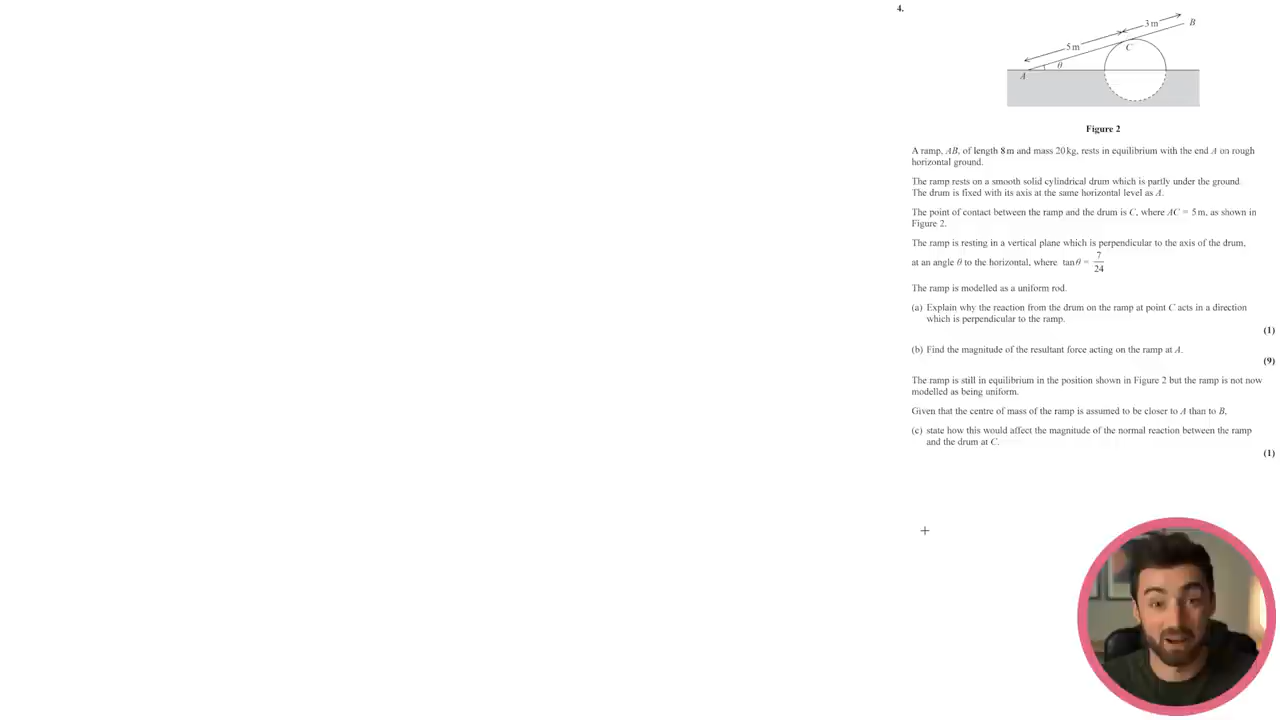 4.
3 m
B
5 m
C
θ
A
Figure 2
A ramp, AB, of length 8 m and mass 20 kg, rests in equilibrium with the end A on rough
horizontal ground.
The ramp rests on a smooth solid cylindrical drum which is partly under the ground.
The drum is fixed with its axis at the same horizontal level as A.
The point of contact between the ramp and the drum is C, where AC = 5 m, as shown in
Figure 2.
The ramp is resting in a vertical plane which is perpendicular to the axis of the drum,
at an angle θ to the horizontal, where tan θ = 7/24
The ramp is modelled as a uniform rod.
(a) Explain why the reaction from the drum on the ramp at point C acts in a direction
which is perpendicular to the ramp.
(1)
(b) Find the magnitude of the resultant force acting on the ramp at A.
(9)
The ramp is still in equilibrium in the position shown in Figure 2 but the ramp is not now
modelled as being uniform.
Given that the centre of mass of the ramp is assumed to be closer to A than to B,
(c) state how this would affect the magnitude of the normal reaction between the ramp
and the drum at C.
(1)